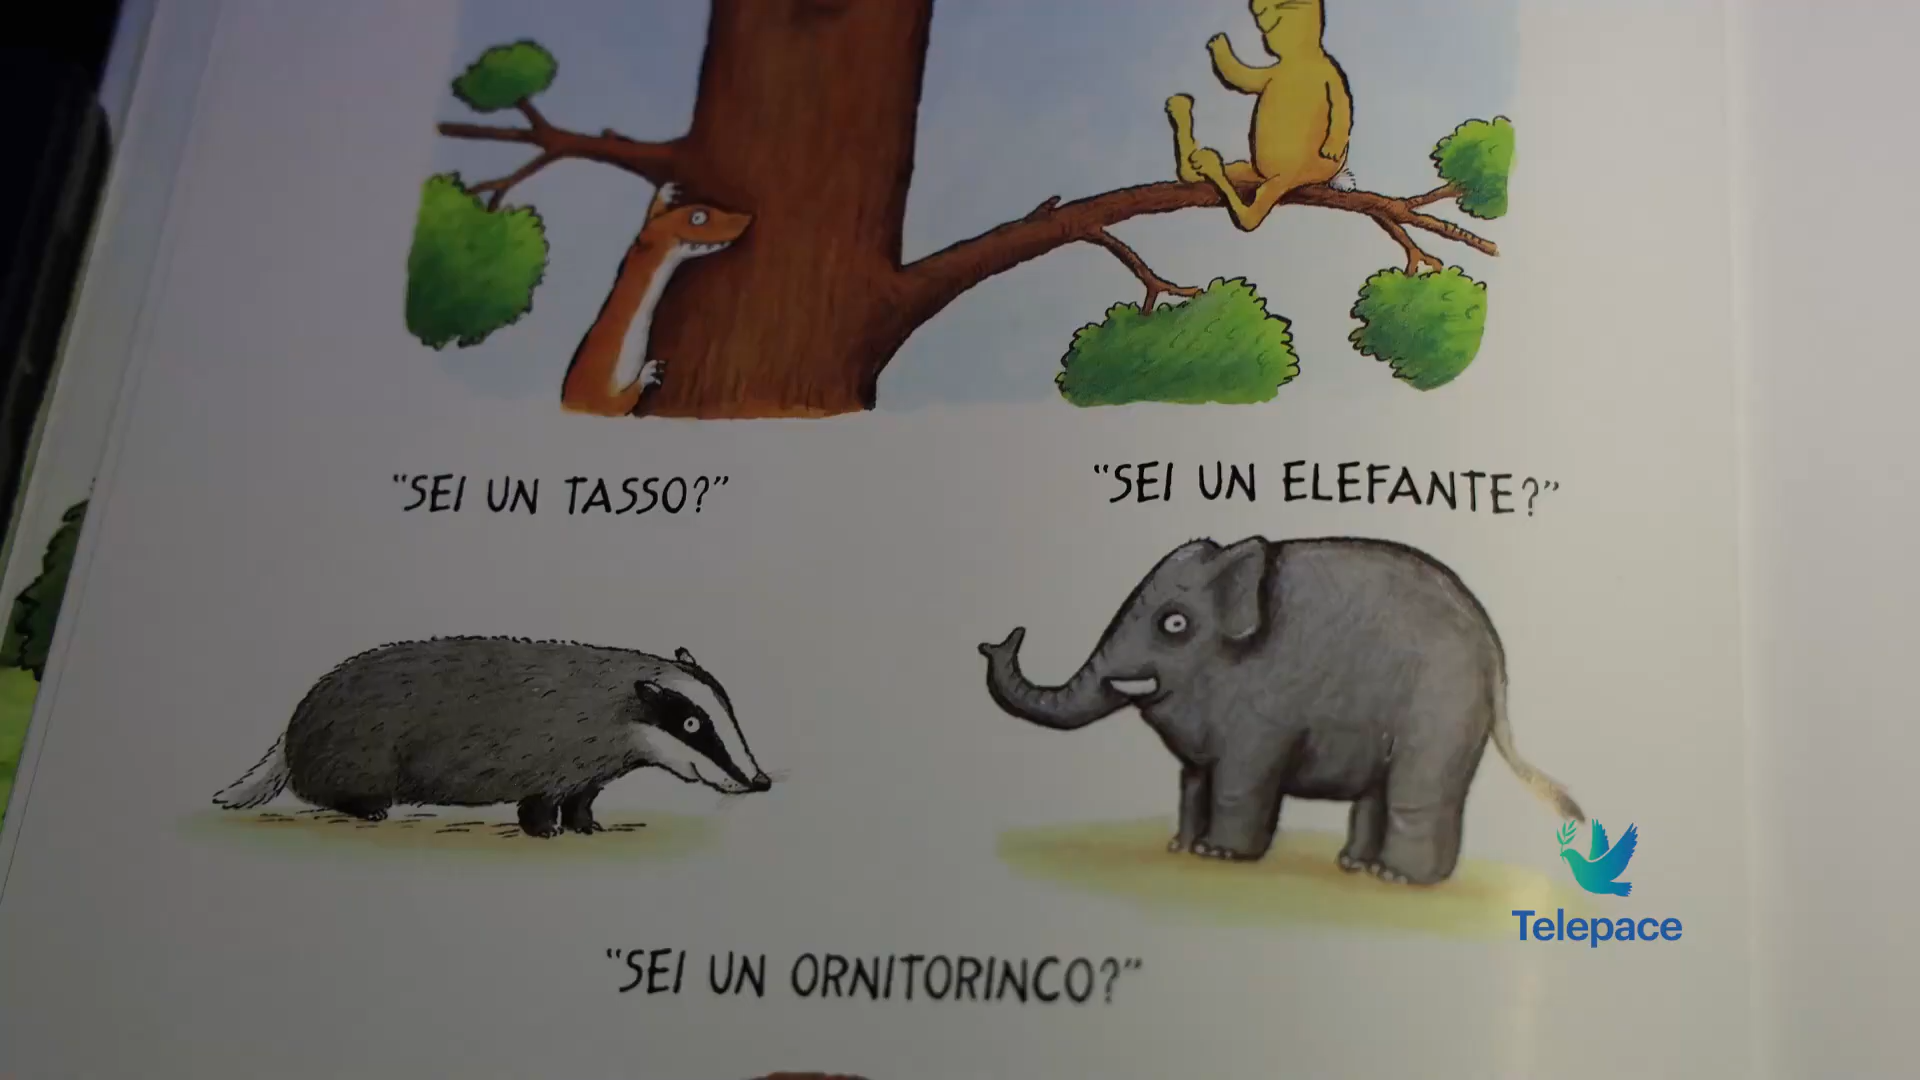 "SEI UN TASSO?"
"SEI UN ELEFANTE?"
"SEI UN ORNITORINCO?"
Telepace